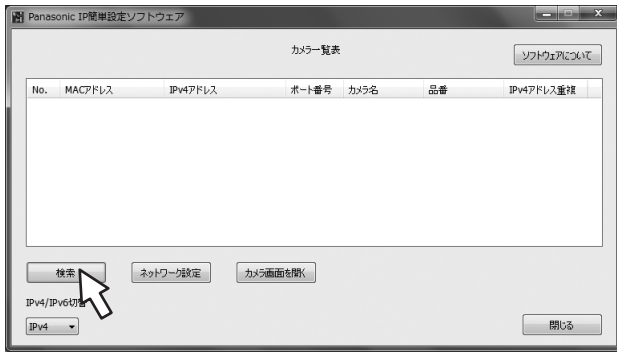 Panasonic IP簡単設定ソフトウェア
カメラ一覧表
ソフトウェアについて
No. MACアドレス IPv4アドレス ポート番号 カメラ名 品番 IPv4アドレス重複
検索 ネットワーク設定 カメラ画面を開く
IPv4/IPv6切替
IPv4 閉じる